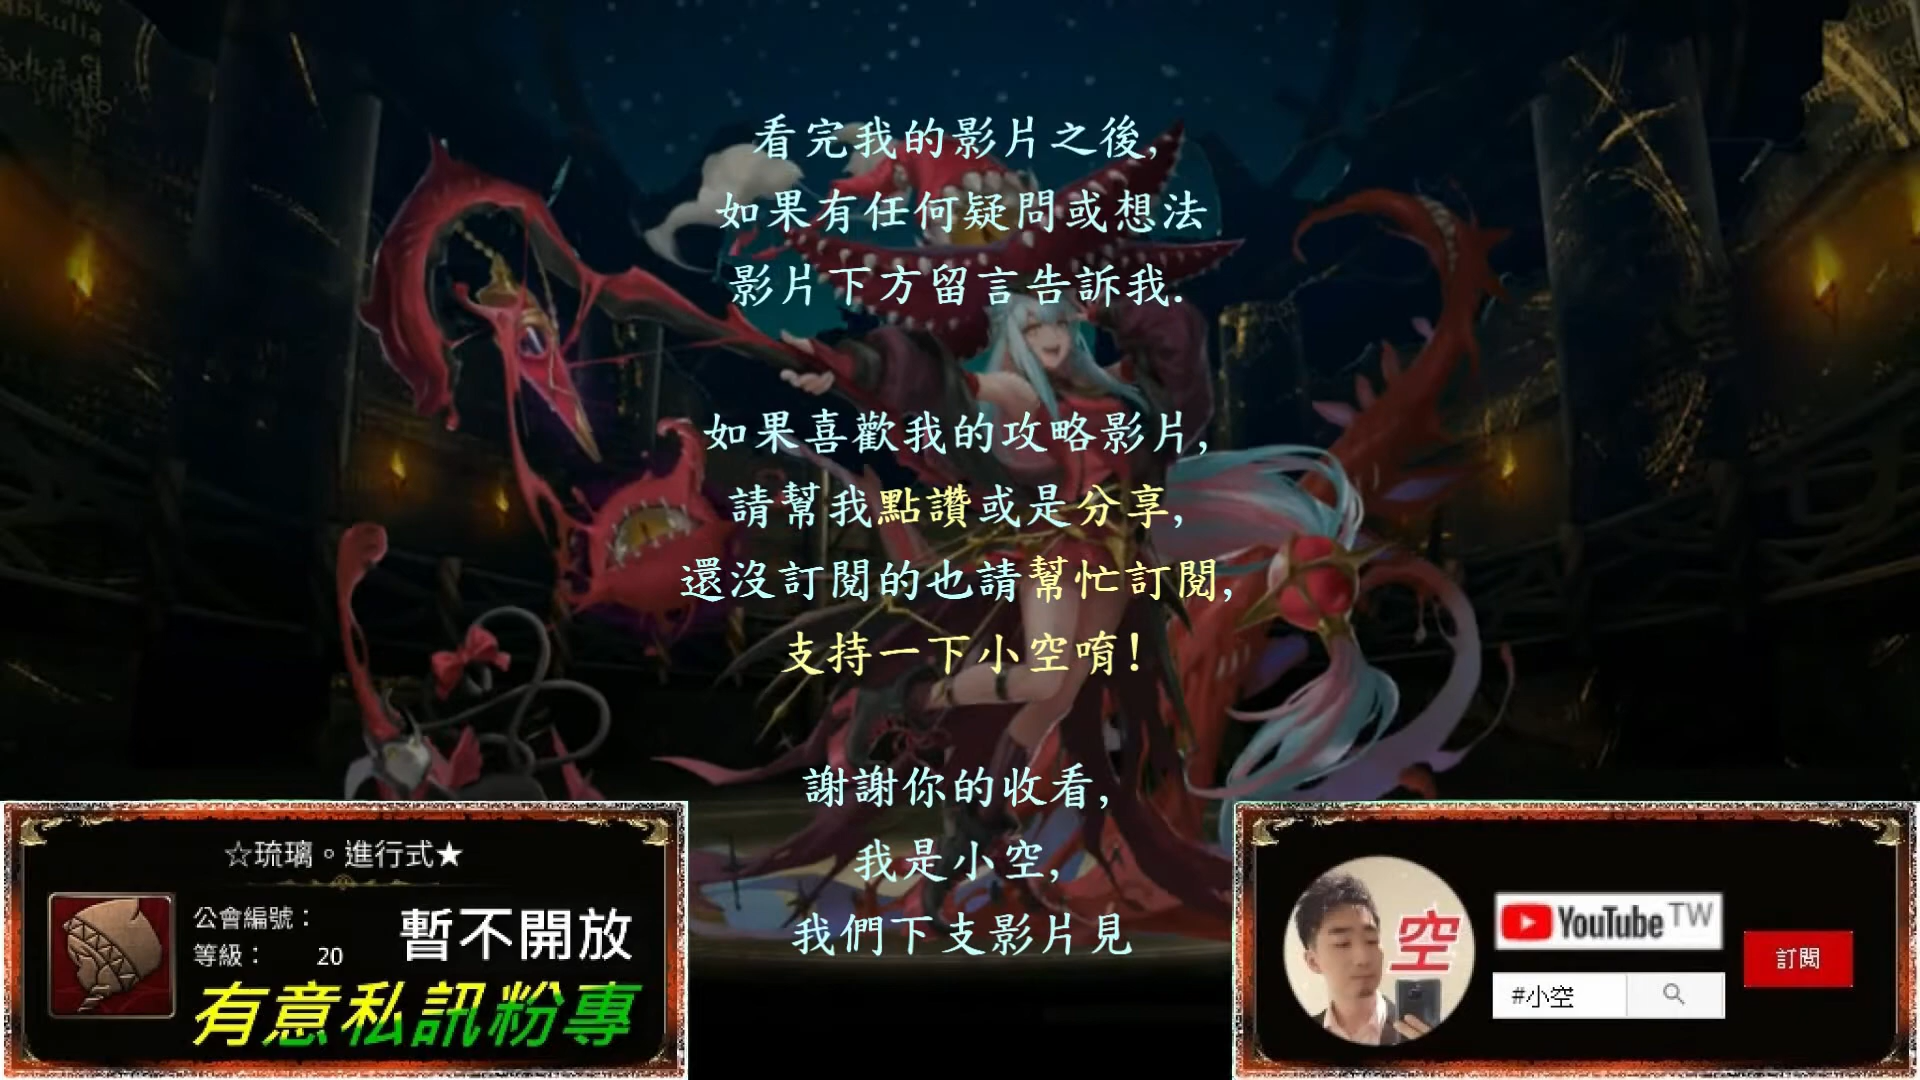 看完我的影片之後,
如果有任何疑問或想法
影片下方留言告訴我.
如果喜歡我的攻略影片,
請幫我點讚或是分享,
還沒訂閱的也請幫忙訂閱,
支持一下小空唷!
謝謝你的收看,
我是小空,
我們下支影片見
☆琉璃。進行式★
公會編號：
暫不開放
等級： 20
有意私訊粉專
空
YouTube TW
#小空
訂閱